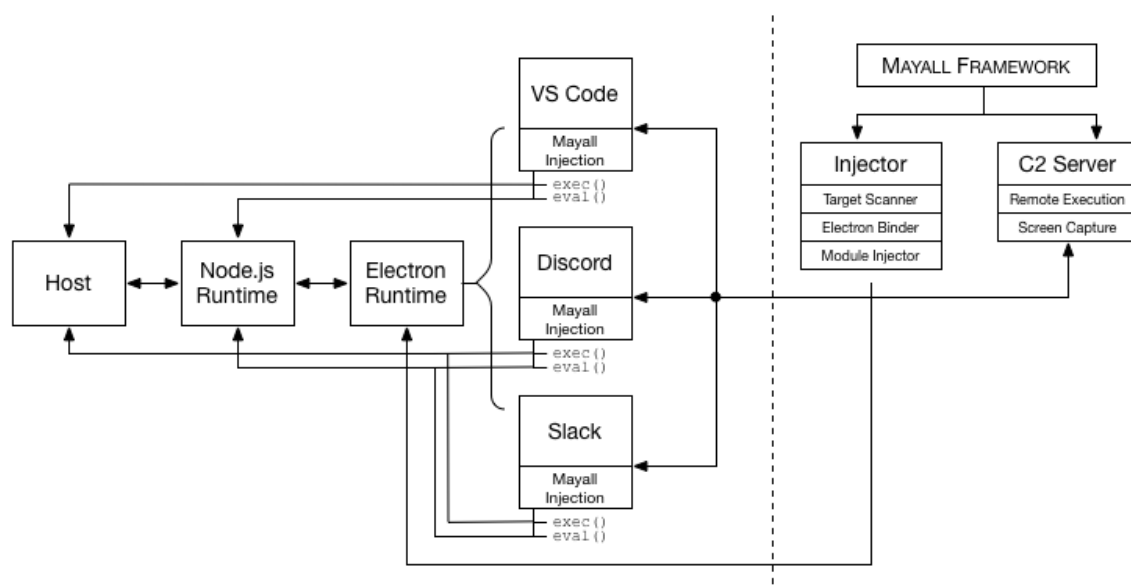 MAYALL FRAMEWORK
VS Code
Mayall
Injection
exec()
eval()
Injector
Target Scanner
Electron Binder
Module Injector
C2 Server
Remote Execution
Screen Capture
Host
Node.js
Runtime
Electron
Runtime
Discord
Mayall
Injection
exec()
eval()
Slack
Mayall
Injection
exec()
eval()